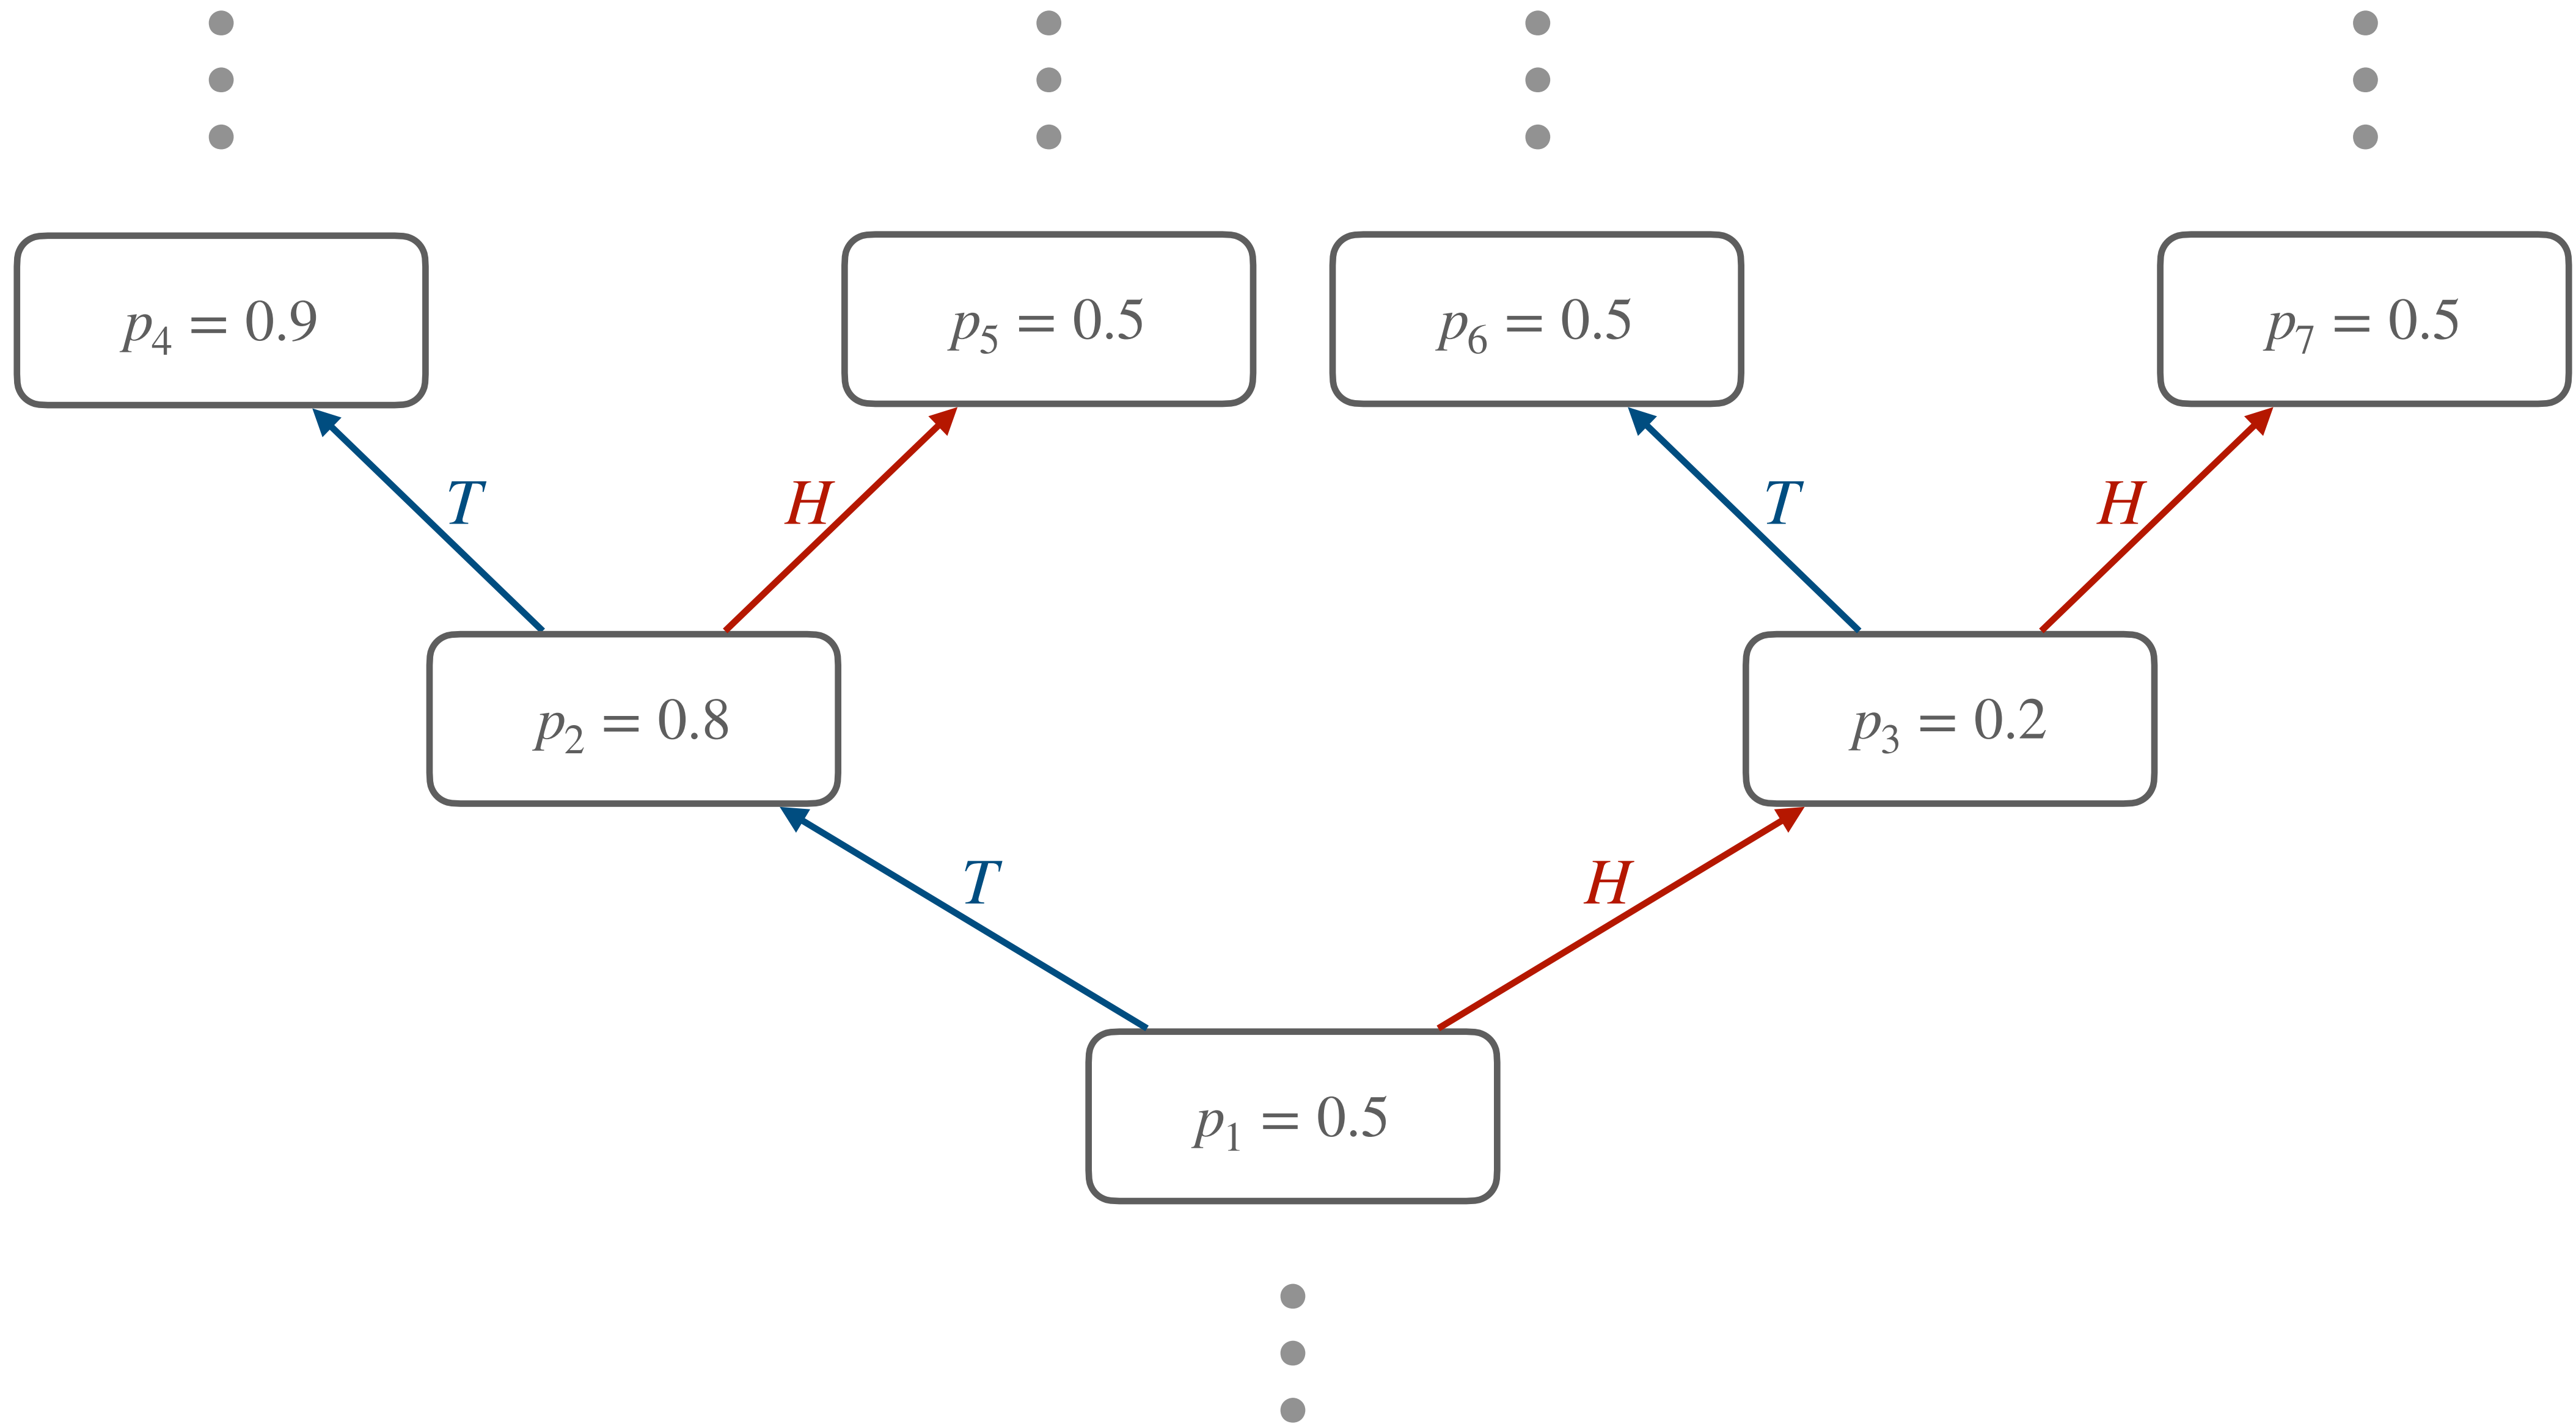 p₄ = 0.9
p₅ = 0.5
p₆ = 0.5
p₇ = 0.5
T
H
T
H
p₂ = 0.8
p₃ = 0.2
T
H
p₁ = 0.5